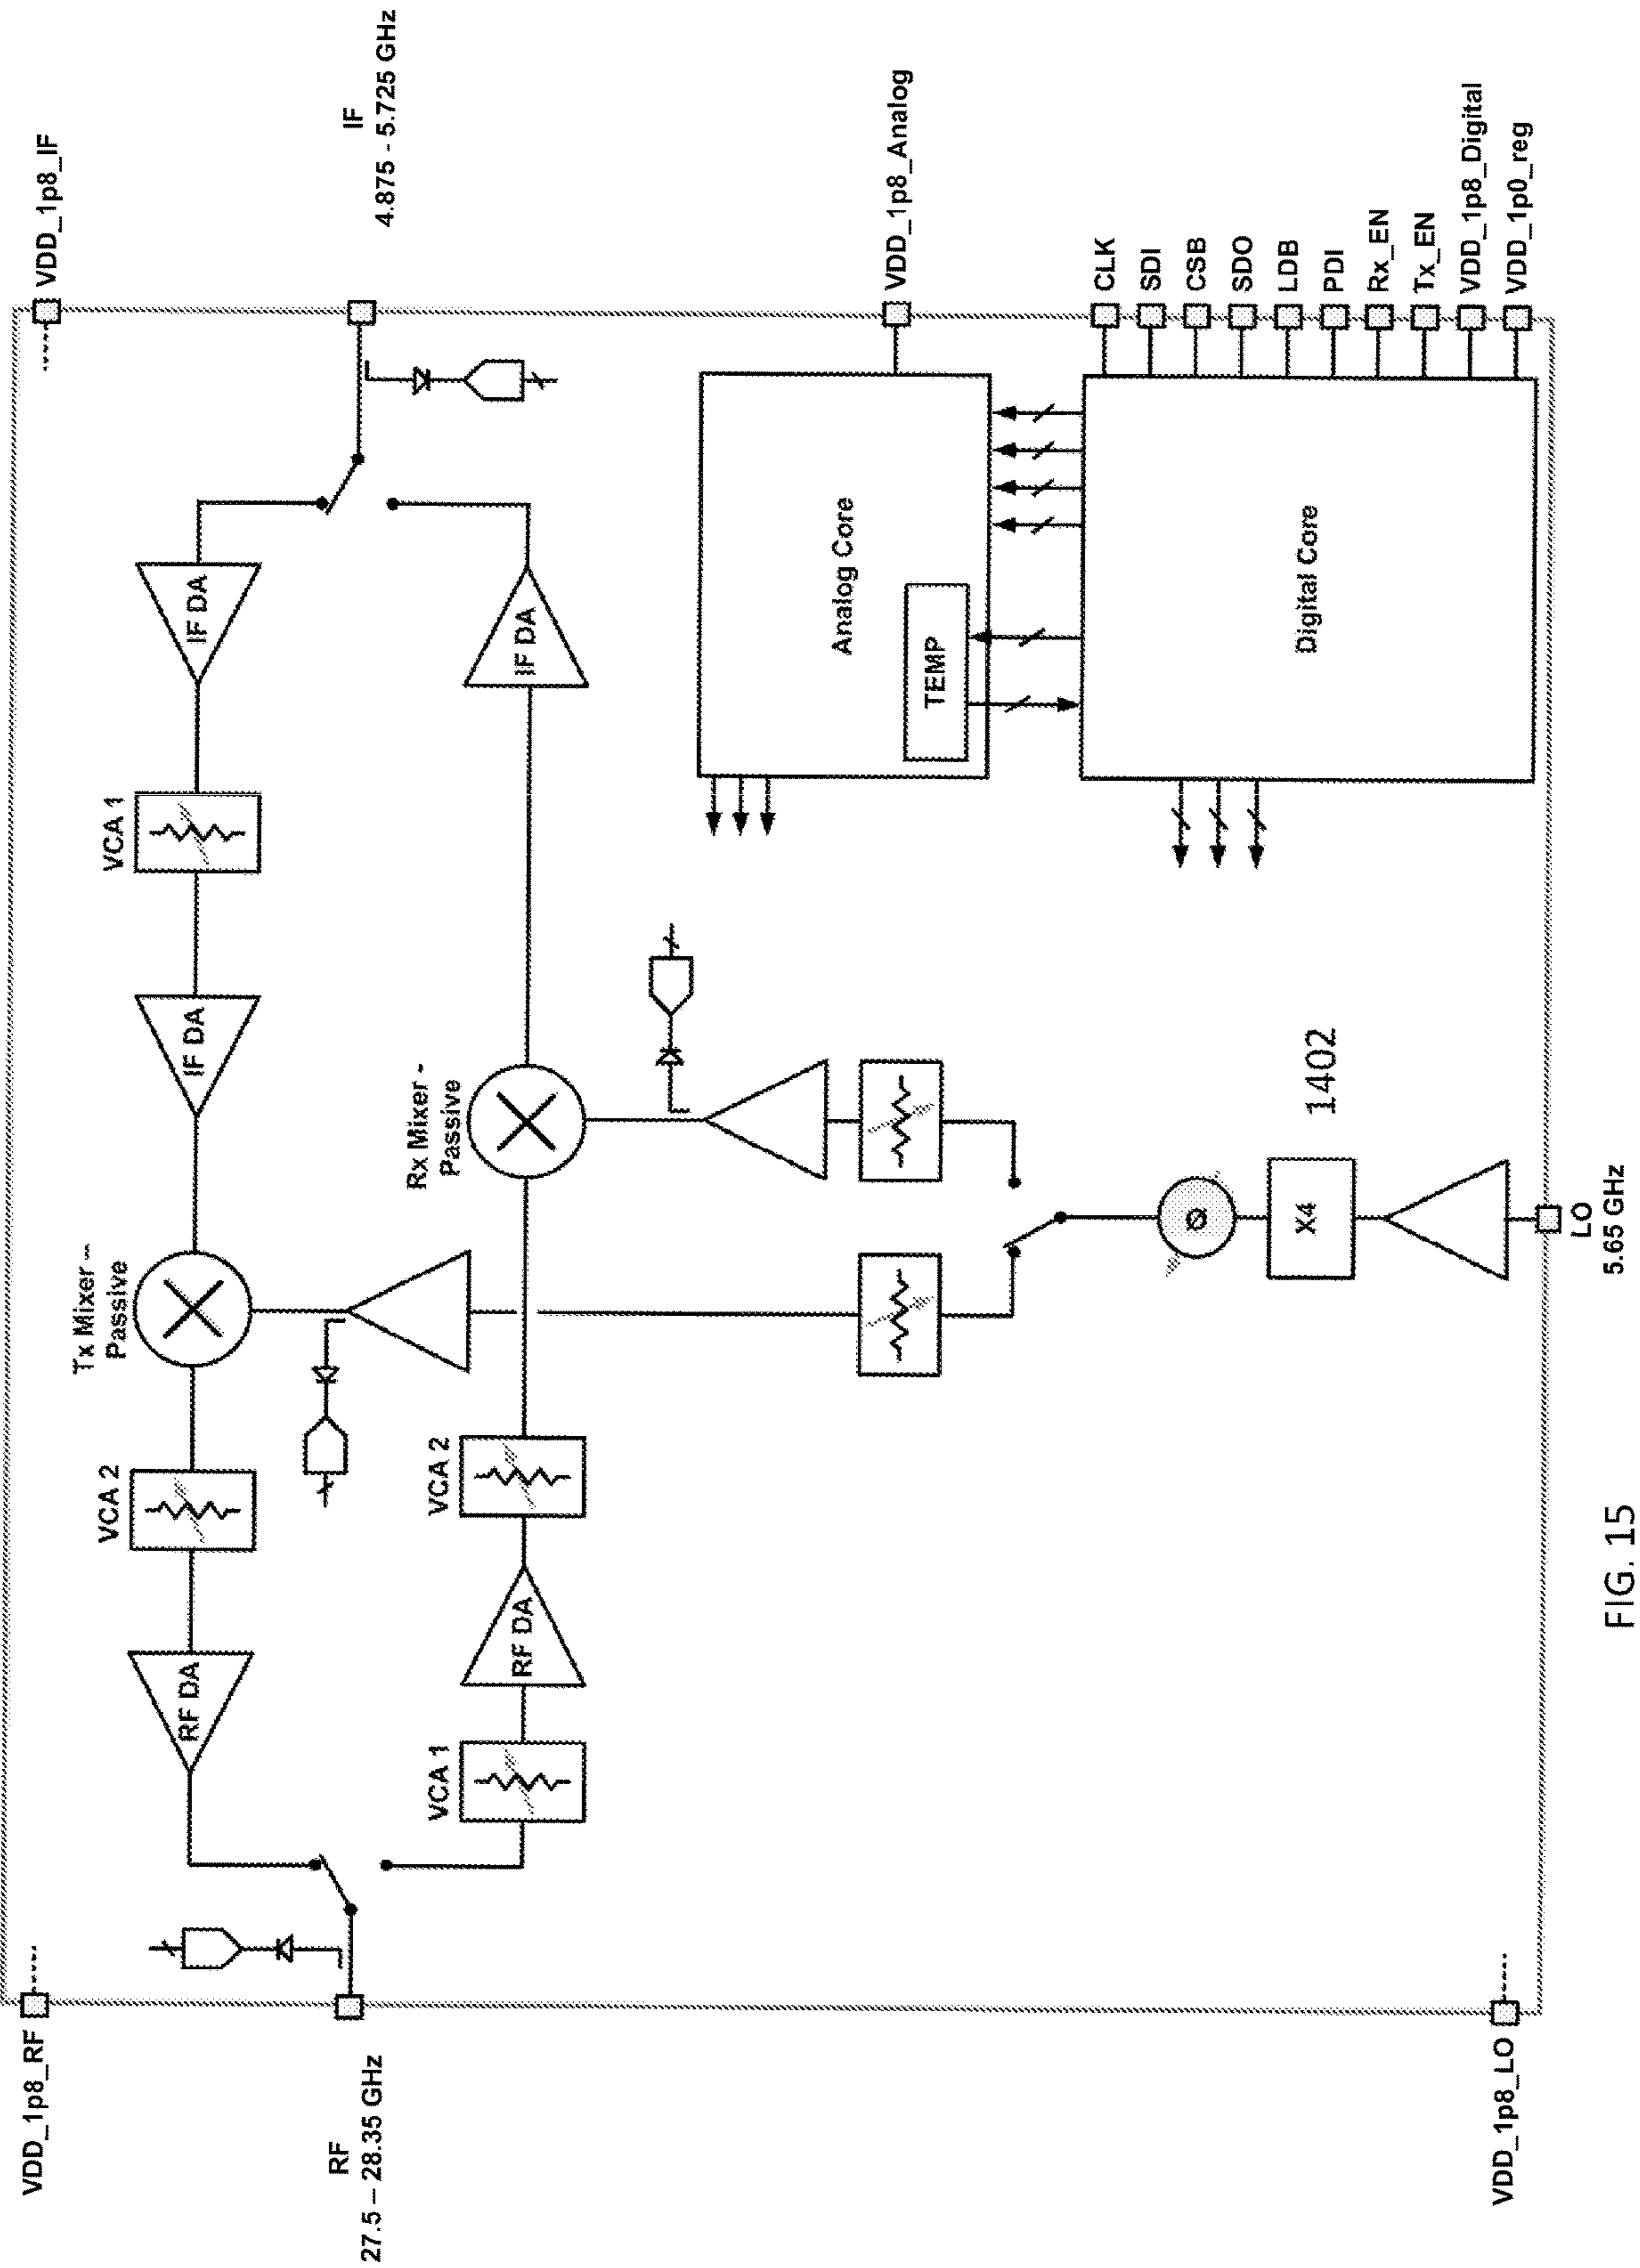 VDD_1p8_RF
VDD_1p8_IF
RF
27.5 – 28.35 GHz
IF
4.875 - 5.725 GHz
RF DA
VCA 2
Tx Mixer –
Passive
IF DA
VCA 1
IF DA
VCA 1
RF DA
VCA 2
Rx Mixer -
Passive
IF DA
Analog Core
TEMP
VDD_1p8_Analog
Digital Core
CLK
SDI
CSB
SDO
LDB
PDI
Rx_EN
Tx_EN
VDD_1p8_Digital
VDD_1p0_reg
Ø
X4
1402
LO
5.65 GHz
VDD_1p8_LO
FIG. 15